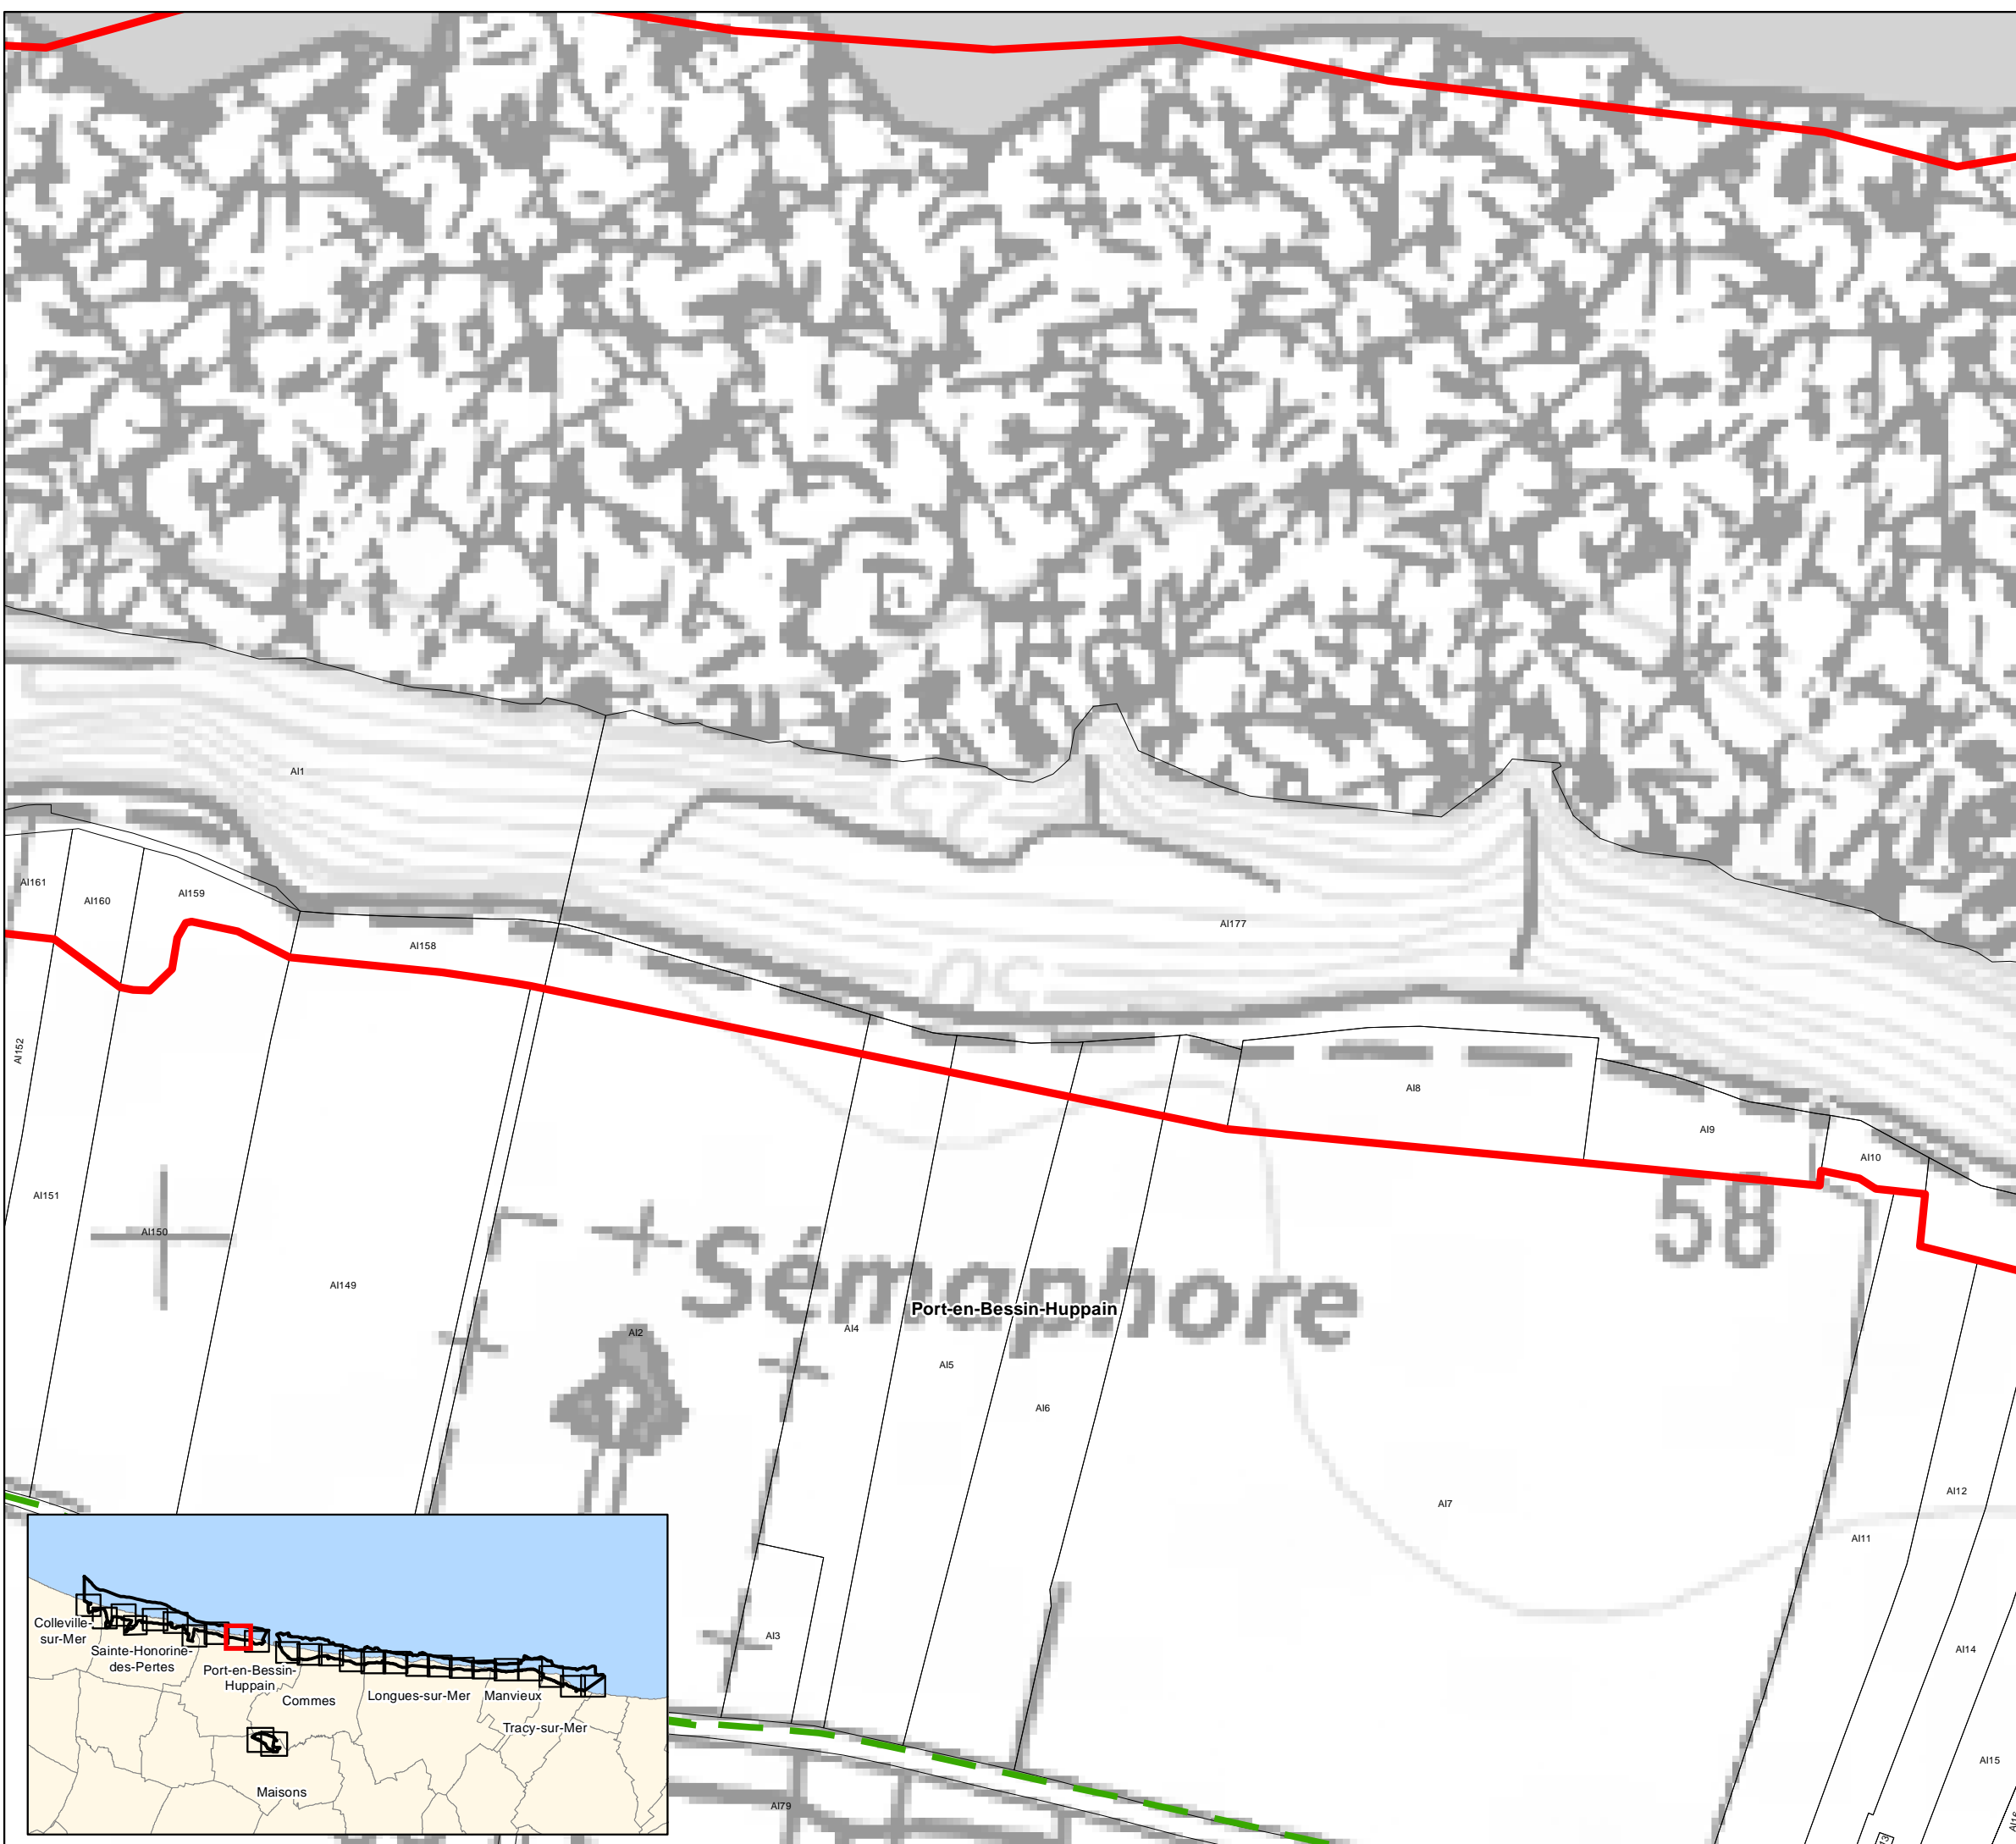 AI1
AI161
AI160
AI159
AI158
AI177
AI152
AI8
AI9
AI10
AI151
AI150
AI149
58
Sémaphore
Port-en-Bessin-Huppain
AI2
AI4
AI5
AI6
AI7
AI12
AI11
AI3
AI14
AI15
AI79
73
Colleville-
sur-Mer
Sainte-Honorine-
des-Pertes
Port-en-Bessin-
Huppain
Commes
Longues-sur-Mer
Manvieux
Tracy-sur-Mer
Maisons